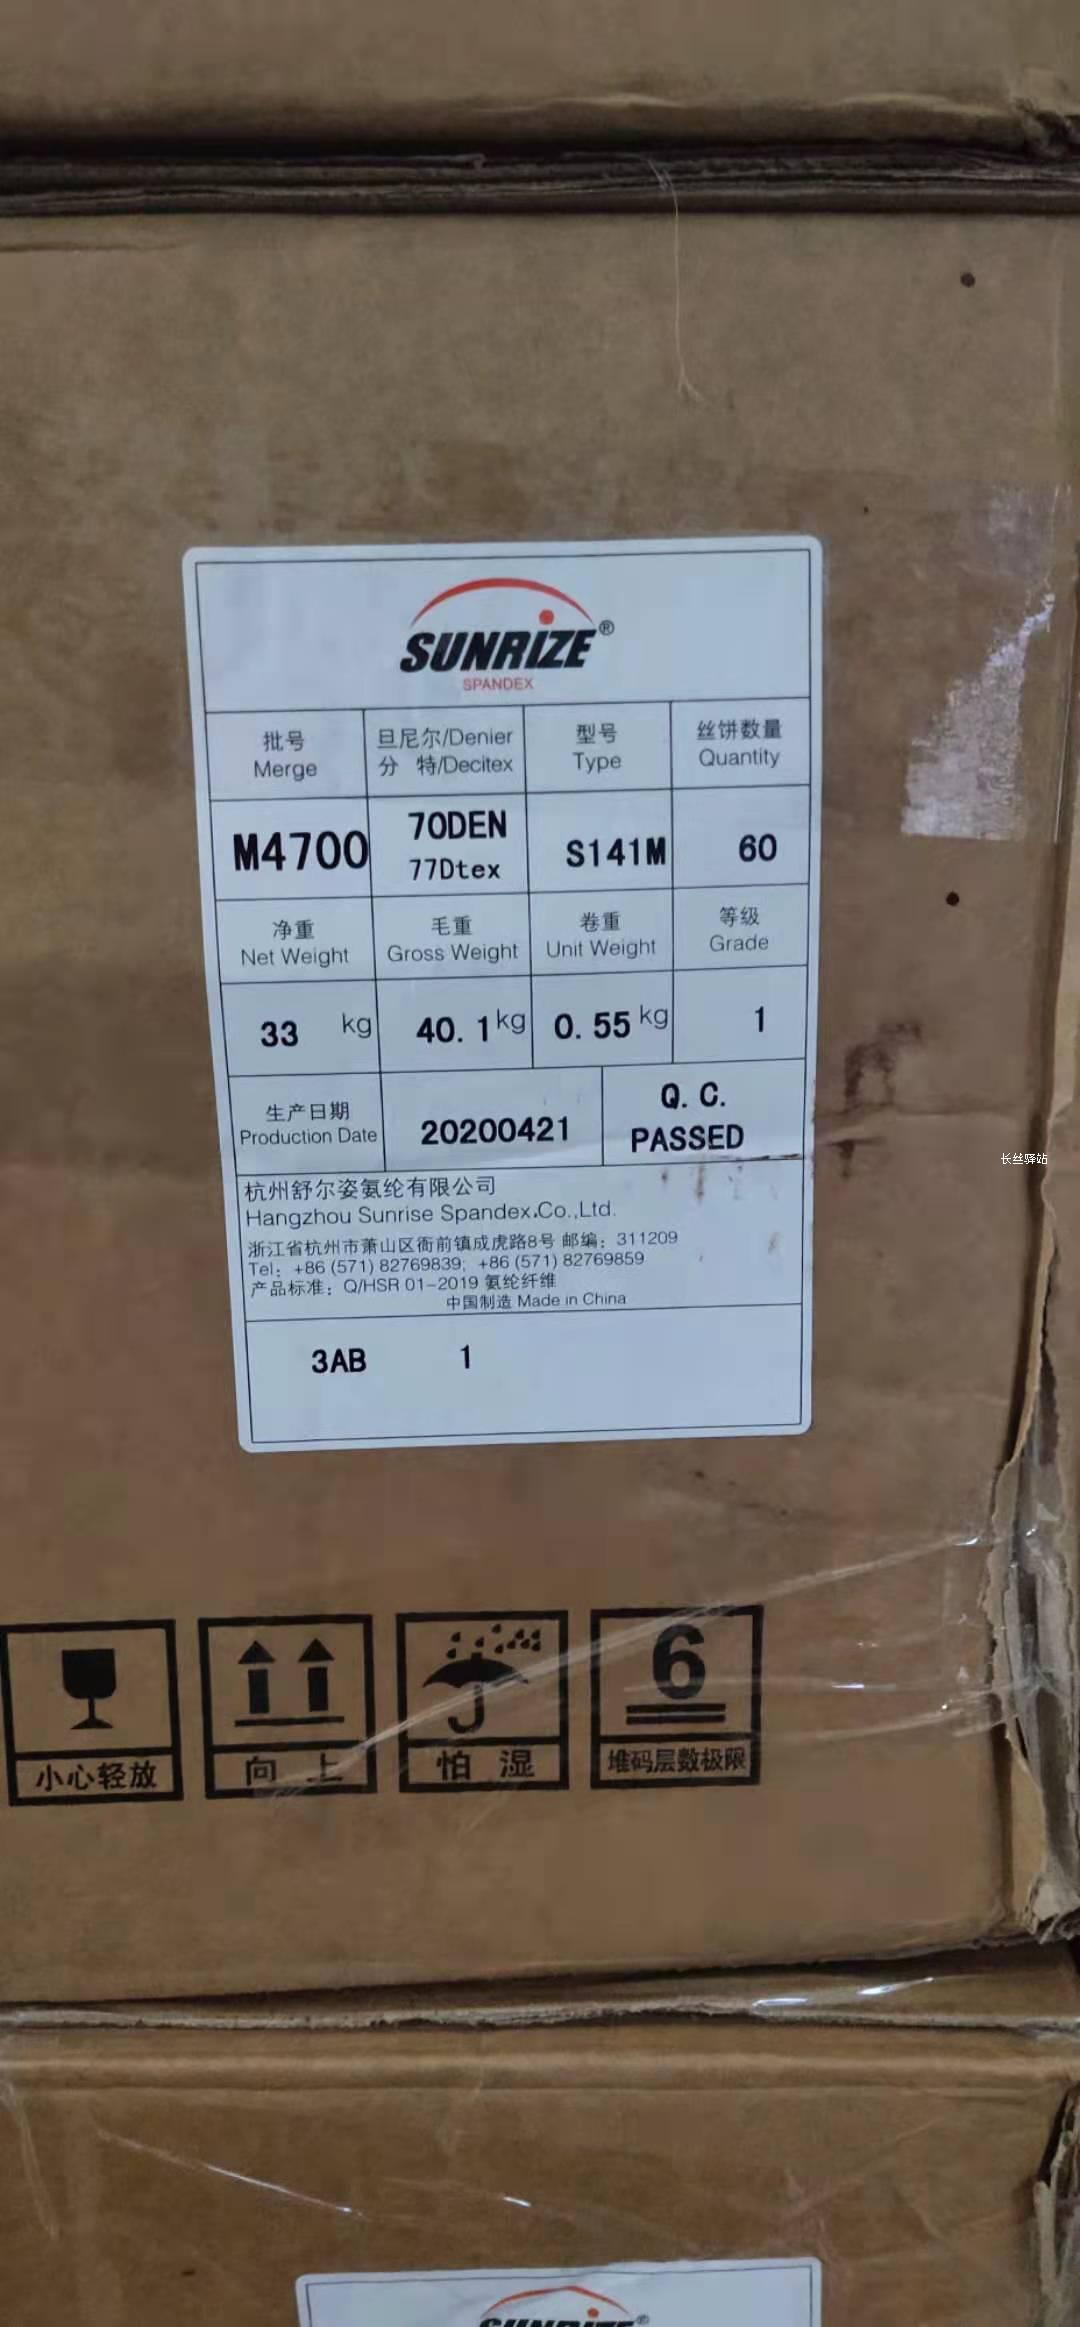 SUNRIZE®
SPANDEX
批号 旦尼尔/Denier 型号 丝饼数量
Merge 分 特/Decitex Type Quantity
M4700 70DEN S141M 60
77Dtex
净重 毛重 卷重 等级
Net Weight Gross Weight Unit Weight Grade
33 kg 40.1 kg 0.55 kg 1
生产日期 Q.C.
Production Date 20200421 PASSED
杭州舒尔姿氨纶有限公司
Hangzhou Sunrise Spandex.Co.,Ltd.
浙江省杭州市萧山区衙前镇成虎路8号 邮编：311209
Tel：+86 (571) 82769839; +86 (571) 82769859
产品标准：Q/HSR 01-2019 氨纶纤维
中国制造 Made in China
3AB 1
长丝驿站
6
小心轻放 向上 怕湿 堆码层数极限
SUNRIZE®